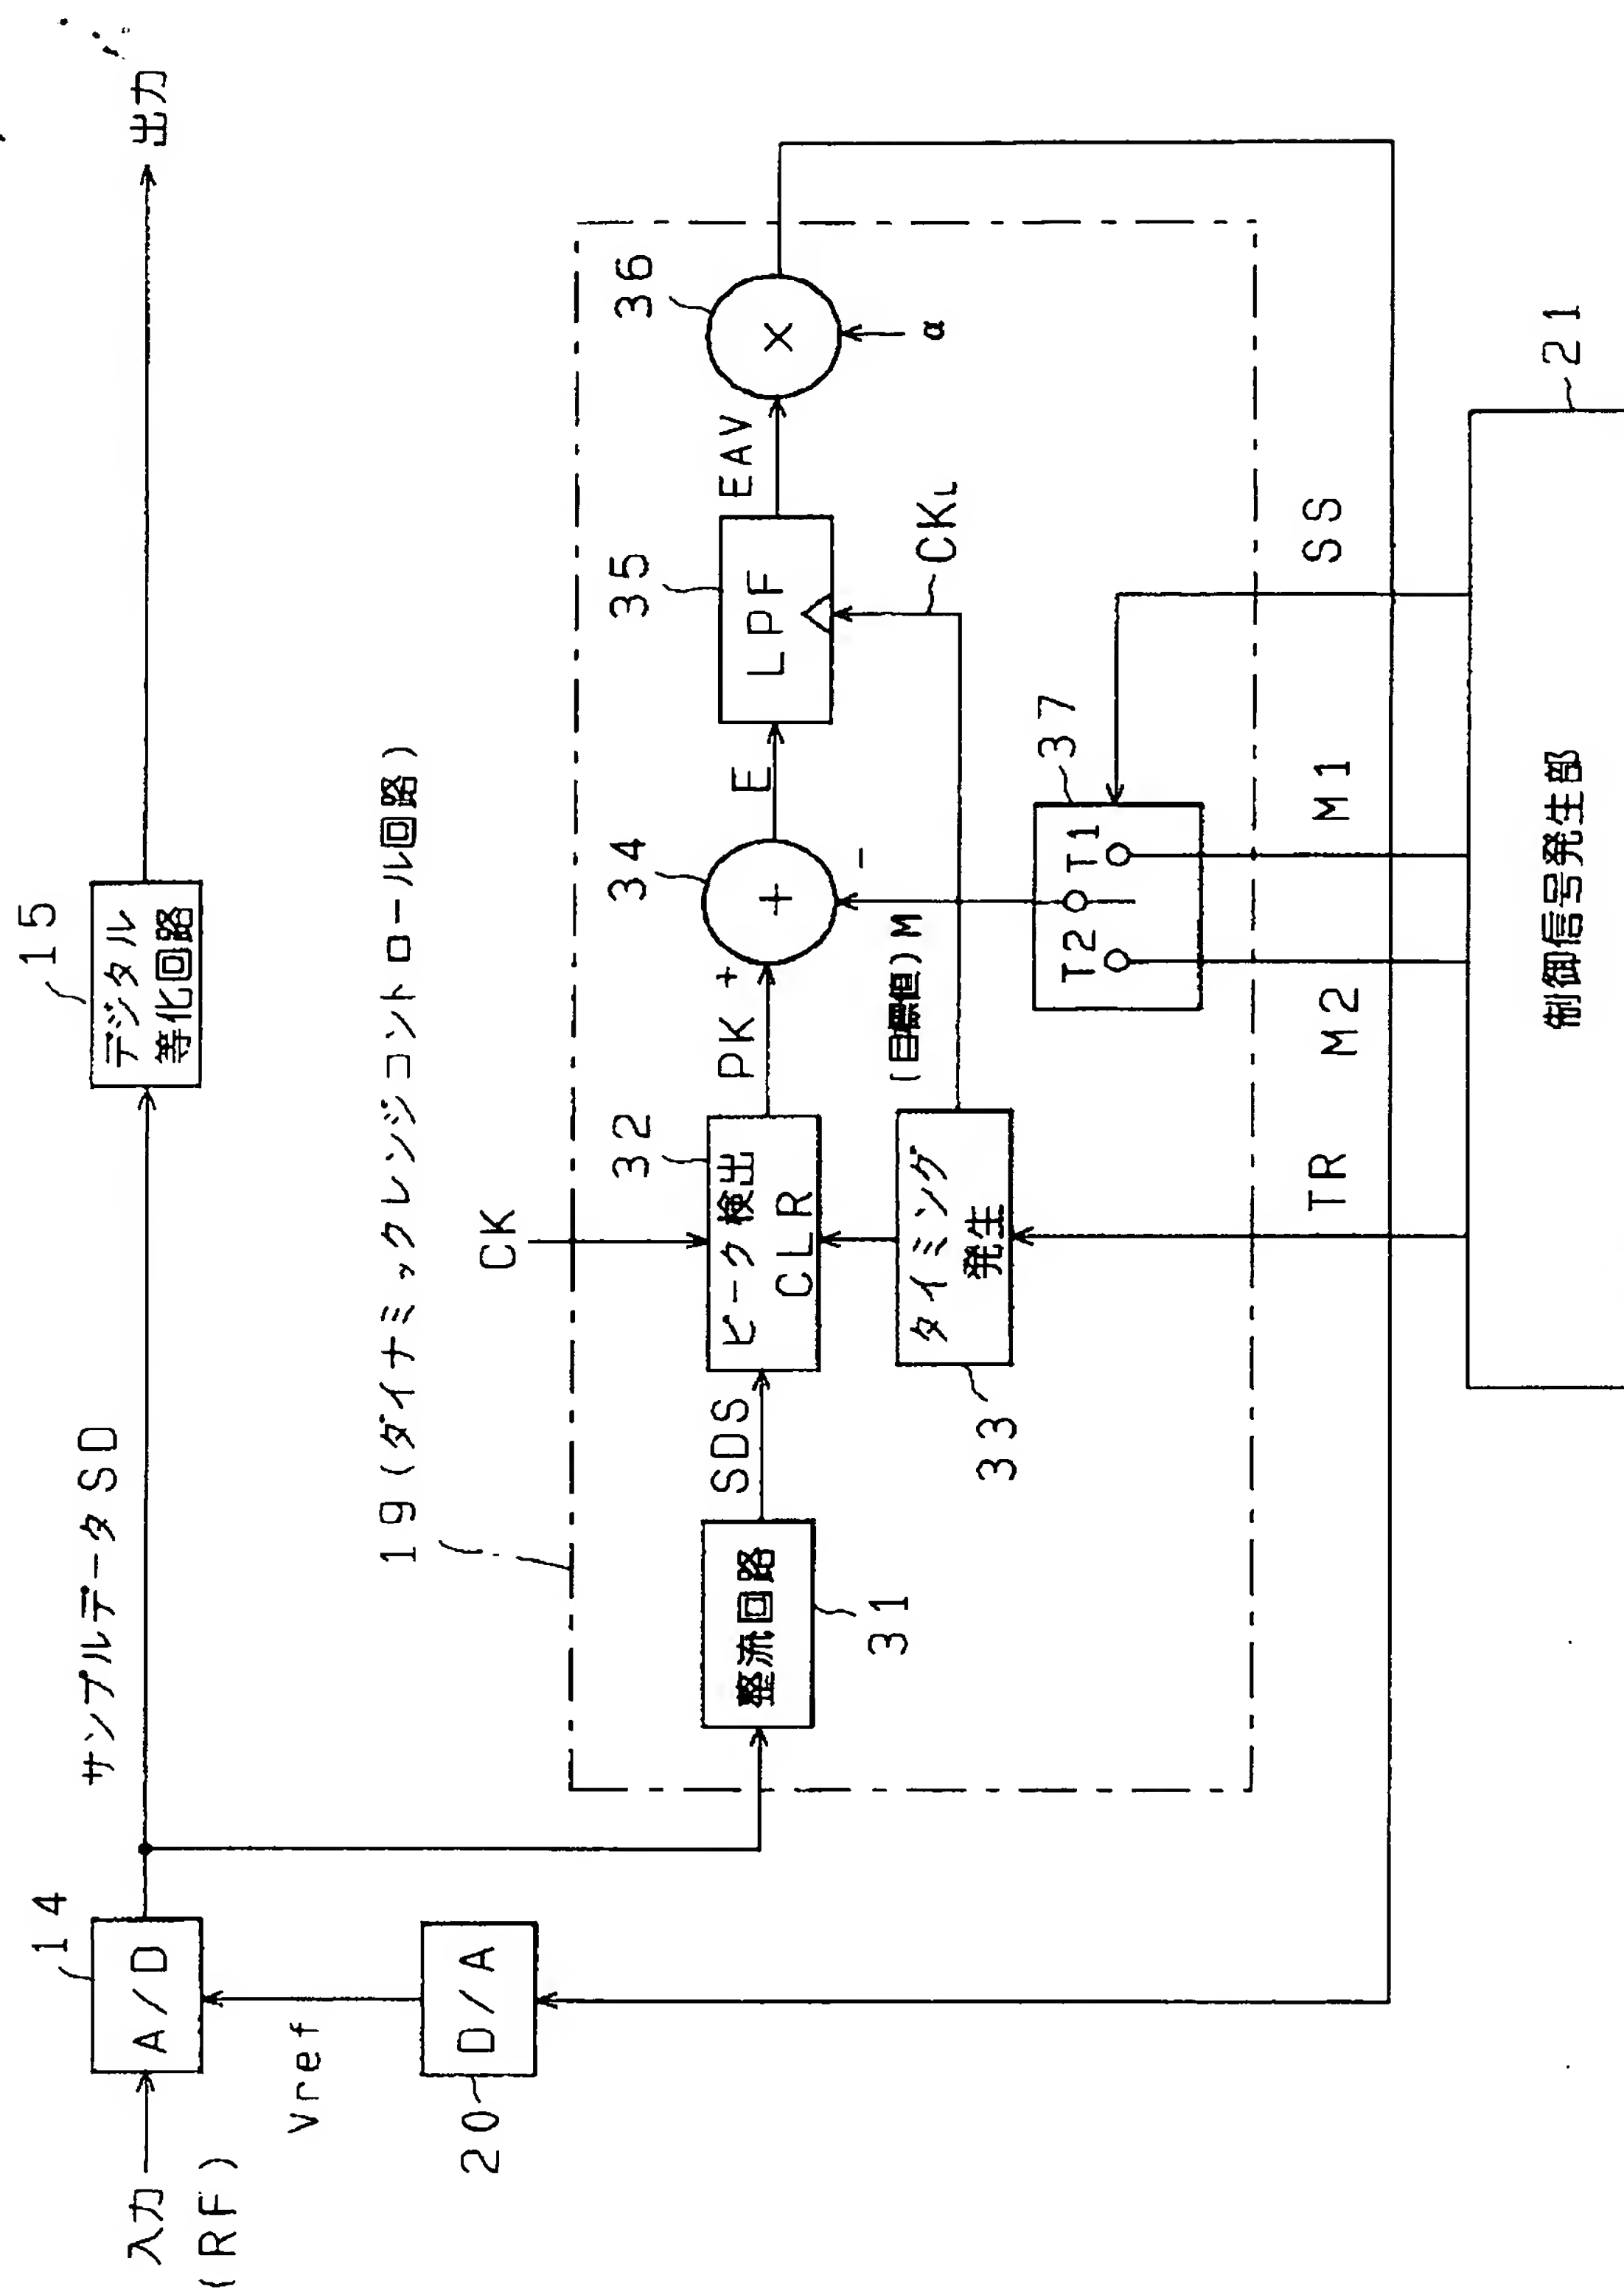 入力
(RF)
14
A/D
Vref
20
D/A
サンプルデータSD
15
デジタル
等化回路
出力
19(ダイナミックレンジコントロール回路)
CK
整流回路
31
SDS
32
ピーク検出
CLR
33
タイミング
発生
PK
+
34
+
-
(目標値)M
E
35
LPF
CKL
EAV
36
×
α
37
T2
T1
TR
M2
M1
SS
21
制御信号発生部